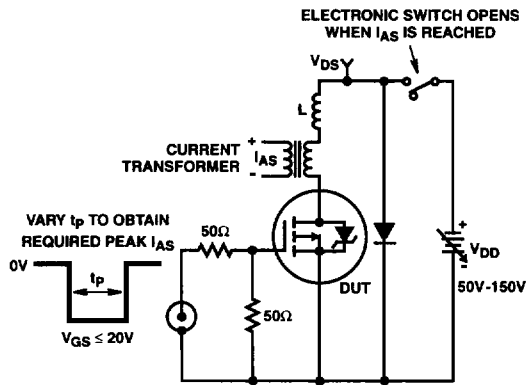 ELECTRONIC SWITCH OPENS
WHEN IAS IS REACHED
VDS
L
CURRENT
TRANSFORMER
+
IAS
-
VARY tP TO OBTAIN
REQUIRED PEAK IAS
50Ω
0V
tP
VGS ≤ 20V
50Ω
DUT
+
VDD
-
50V-150V